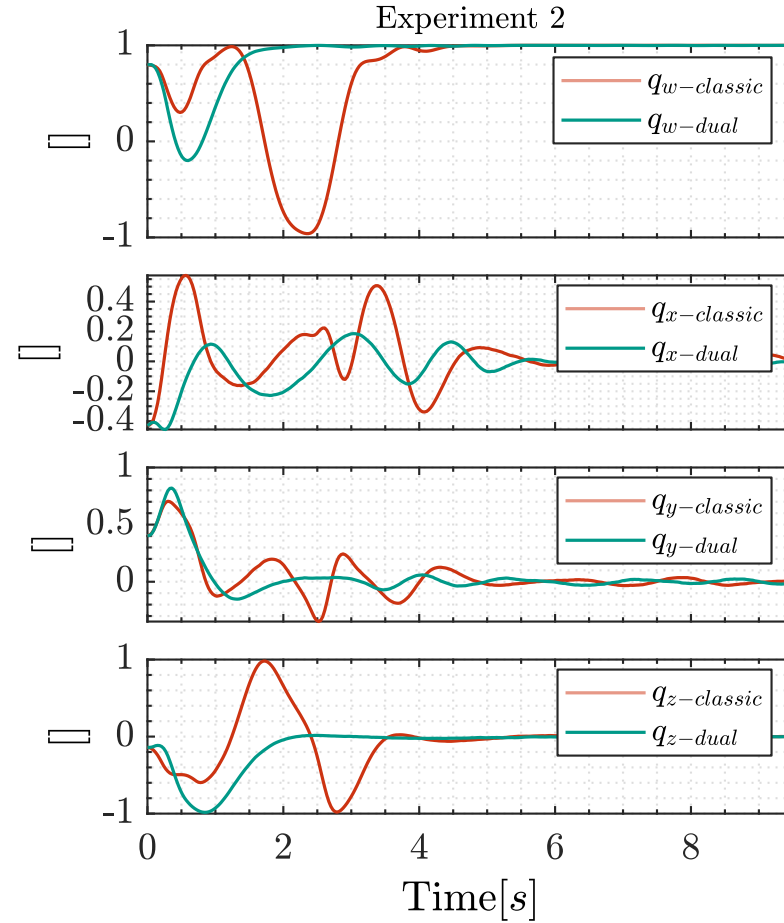 Experiment 2
1
0
-1
[]
q_{w-classic}
q_{w-dual}
0.4
0.2
0
-0.2
-0.4
[]
q_{x-classic}
q_{x-dual}
1
0.5
0
[]
q_{y-classic}
q_{y-dual}
1
0
-1
[]
q_{z-classic}
q_{z-dual}
0 2 4 6 8
Time[s]